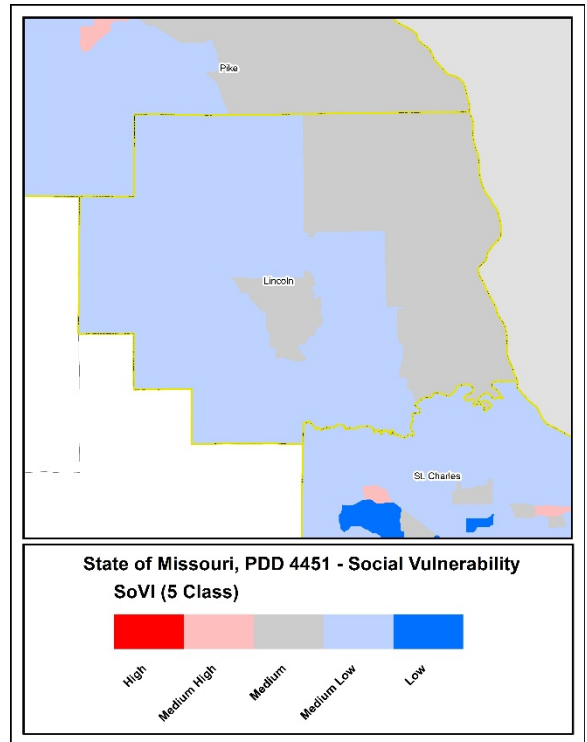 Pike
Lincoln
St. Charles
State of Missouri, PDD 4451 - Social Vulnerability
SoVI (5 Class)
High
Medium High
Medium
Medium Low
Low